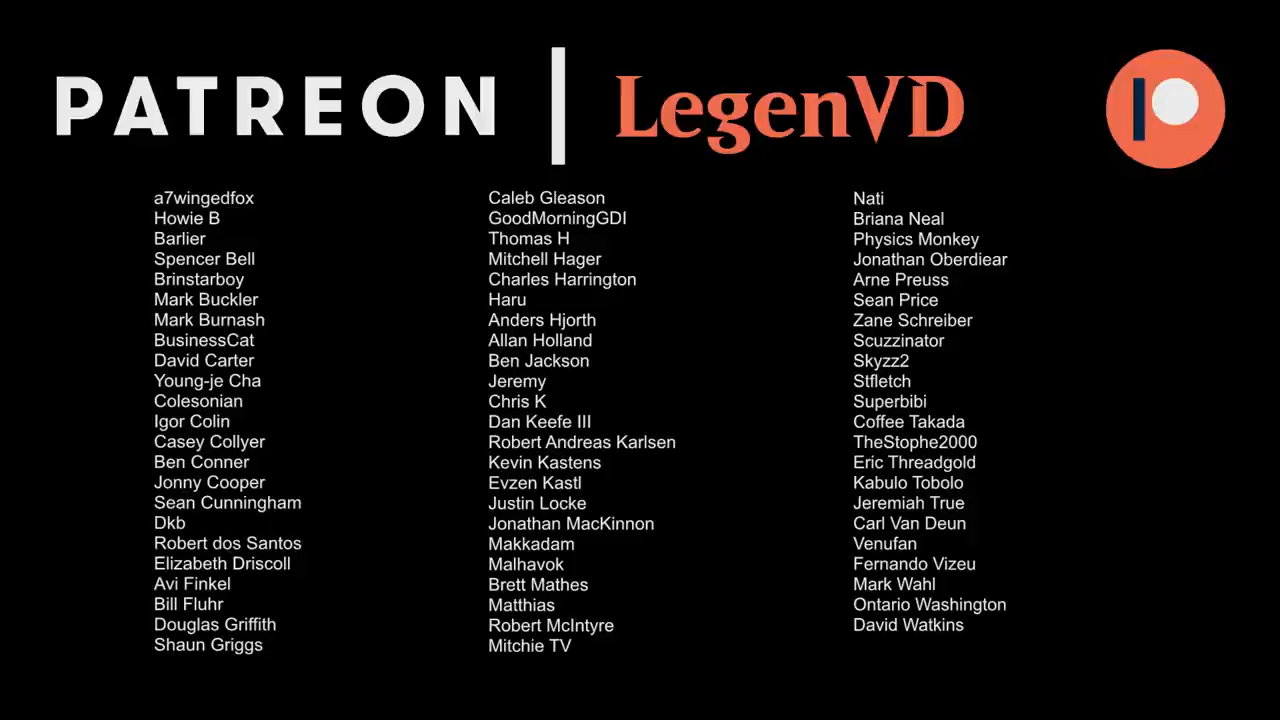 PATREON | LegenVD
a7wingedfox
Howie B
Barlier
Spencer Bell
Brinstarboy
Mark Buckler
Mark Burnash
BusinessCat
David Carter
Young-je Cha
Colesonian
Igor Colin
Casey Collyer
Ben Conner
Jonny Cooper
Sean Cunningham
Dkb
Robert dos Santos
Elizabeth Driscoll
Avi Finkel
Bill Fluhr
Douglas Griffith
Shaun Griggs
Caleb Gleason
GoodMorningGDI
Thomas H
Mitchell Hager
Charles Harrington
Haru
Anders Hjorth
Allan Holland
Ben Jackson
Jeremy
Chris K
Dan Keefe III
Robert Andreas Karlsen
Kevin Kastens
Evzen Kastl
Justin Locke
Jonathan MacKinnon
Makkadam
Malhavok
Brett Mathes
Matthias
Robert McIntyre
Mitchie TV
Nati
Briana Neal
Physics Monkey
Jonathan Oberdiear
Arne Preuss
Sean Price
Zane Schreiber
Scuzzinator
Skyzz2
Stfletch
Superbibi
Coffee Takada
TheStophe2000
Eric Threadgold
Kabulo Tobolo
Jeremiah True
Carl Van Deun
Venufan
Fernando Vizeu
Mark Wahl
Ontario Washington
David Watkins